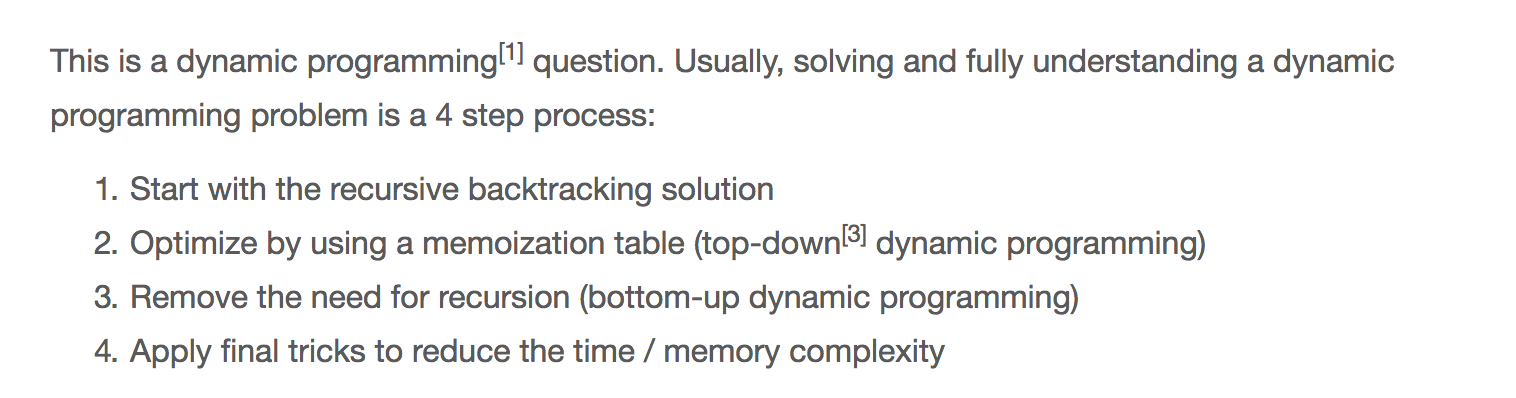 This is a dynamic programming[1] question. Usually, solving and fully understanding a dynamic
programming problem is a 4 step process:
1. Start with the recursive backtracking solution
2. Optimize by using a memoization table (top-down[3] dynamic programming)
3. Remove the need for recursion (bottom-up dynamic programming)
4. Apply final tricks to reduce the time / memory complexity